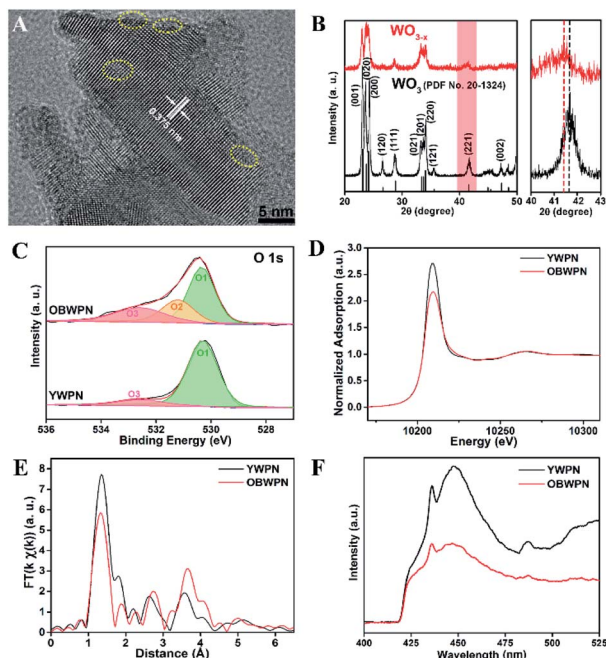 A
0.375 nm
5 nm
B
WO3-x
WO3 (PDF No. 20-1324)
(001)
(020)
(200)
(120)
(111)
(021)
(201)
(220)
(121)
(221)
(002)
Intensity (a. u.)
20 30 40 50
2θ (degree)
40 41 42 43
2θ (degree)
C
O 1s
O1
O2
O3
OBWPN
O1
O3
YWPN
Intensity (a. u.)
536 534 532 530 528
Binding Energy (eV)
D
YWPN
OBWPN
Normalized Adsorption (a.u.)
3.0
2.5
2.0
1.5
1.0
0.5
0.0
10200 10250 10300
Energy (eV)
E
YWPN
OBWPN
FT(k χ(k)) (a. u.)
8
7
6
5
4
3
2
1
0
0 1 2 3 4 5 6
Distance (Å)
F
YWPN
OBWPN
Intensity (a.u.)
400 425 450 475 500 525
Wavelength (nm)